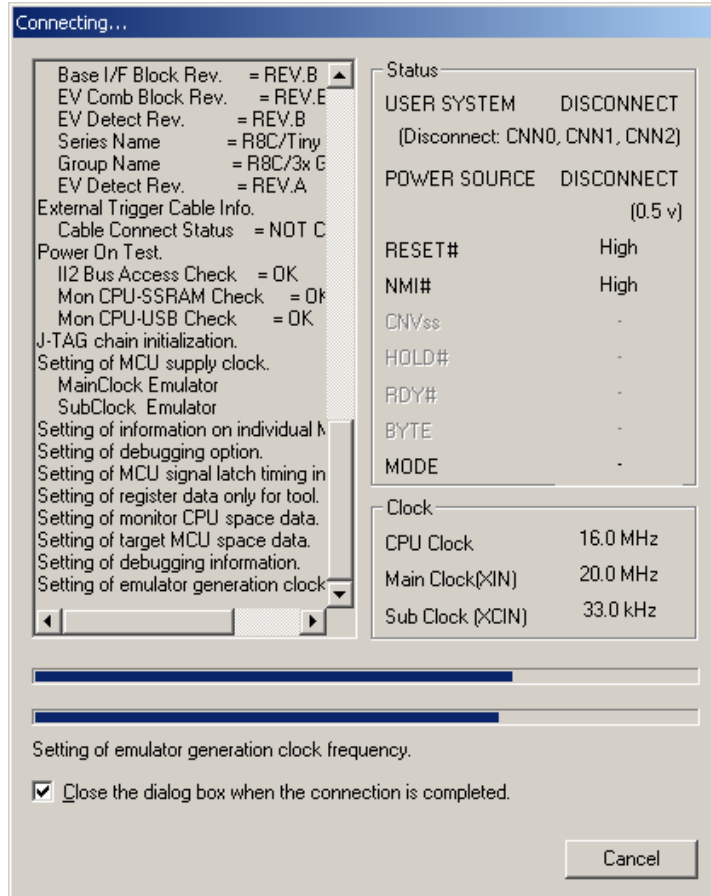 Connecting...
Base I/F Block Rev. = REV.B
EV Comb Block Rev. = REV.E
EV Detect Rev. = REV.B
Series Name = R8C/Tiny
Group Name = R8C/3x G
EV Detect Rev. = REV.A
External Trigger Cable Info.
Cable Connect Status = NOT C
Power On Test.
II2 Bus Access Check = OK
Mon CPU-SSRAM Check = OK
Mon CPU-USB Check = OK
J-TAG chain initialization.
Setting of MCU supply clock.
MainClock Emulator
SubClock Emulator
Setting of information on individual M
Setting of debugging option.
Setting of MCU signal latch timing in
Setting of register data only for tool.
Setting of monitor CPU space data.
Setting of target MCU space data.
Setting of debugging information.
Setting of emulator generation clock
Status
USER SYSTEM DISCONNECT
(Disconnect: CNN0, CNN1, CNN2)
POWER SOURCE DISCONNECT
(0.5 v)
RESET# High
NMI# High
CNVss -
HOLD# -
RDY# -
BYTE -
MODE -
Clock
CPU Clock 16.0 MHz
Main Clock(XIN) 20.0 MHz
Sub Clock (XCIN) 33.0 kHz
Setting of emulator generation clock frequency.
Close the dialog box when the connection is completed.
Cancel